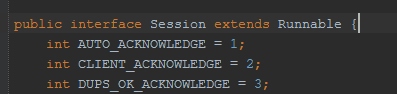 public interface Session extends Runnable {
int AUTO_ACKNOWLEDGE = 1;
int CLIENT_ACKNOWLEDGE = 2;
int DUPS_OK_ACKNOWLEDGE = 3;